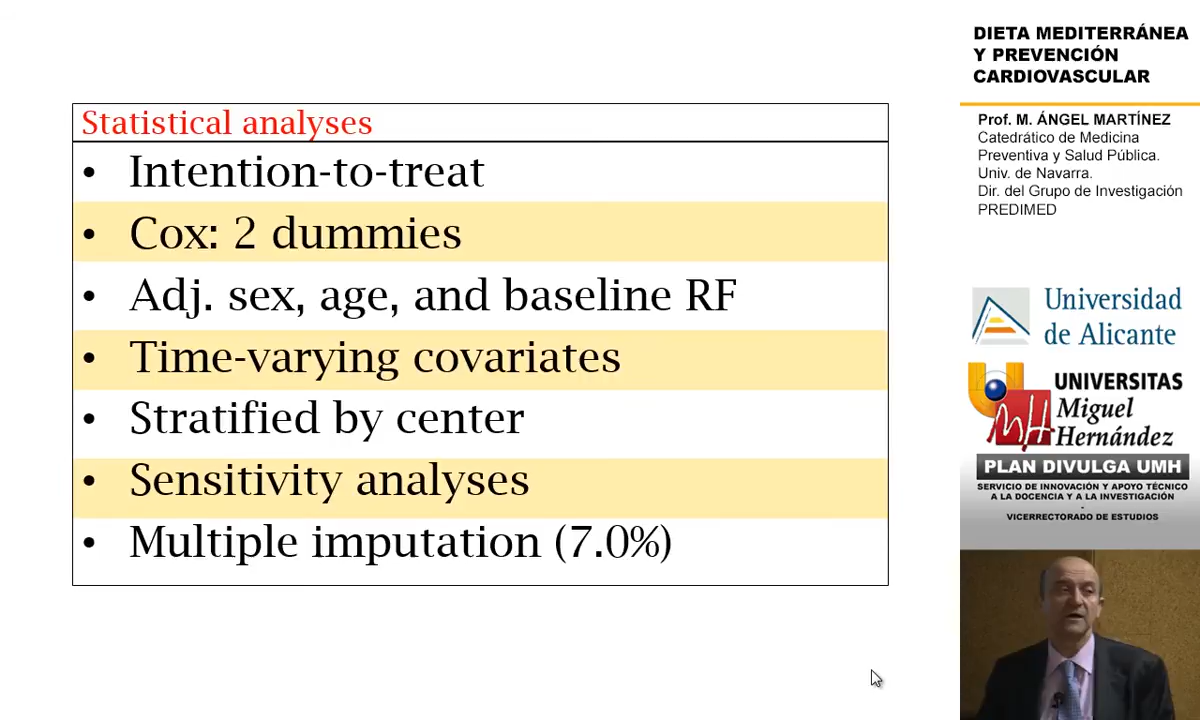 Statistical analyses
• Intention-to-treat
• Cox: 2 dummies
• Adj. sex, age, and baseline RF
• Time-varying covariates
• Stratified by center
• Sensitivity analyses
• Multiple imputation (7.0%)
DIETA MEDITERRÁNEA
Y PREVENCIÓN
CARDIOVASCULAR
Prof. M. ÁNGEL MARTÍNEZ
Catedrático de Medicina
Preventiva y Salud Pública.
Univ. de Navarra.
Dir. del Grupo de Investigación
PREDIMED
Universidad
de Alicante
UNIVERSITAS
Miguel
Hernández
PLAN DIVULGA UMH
SERVICIO DE INNOVACIÓN Y APOYO TÉCNICO
A LA DOCENCIA Y A LA INVESTIGACIÓN
-
VICERRECTORADO DE ESTUDIOS